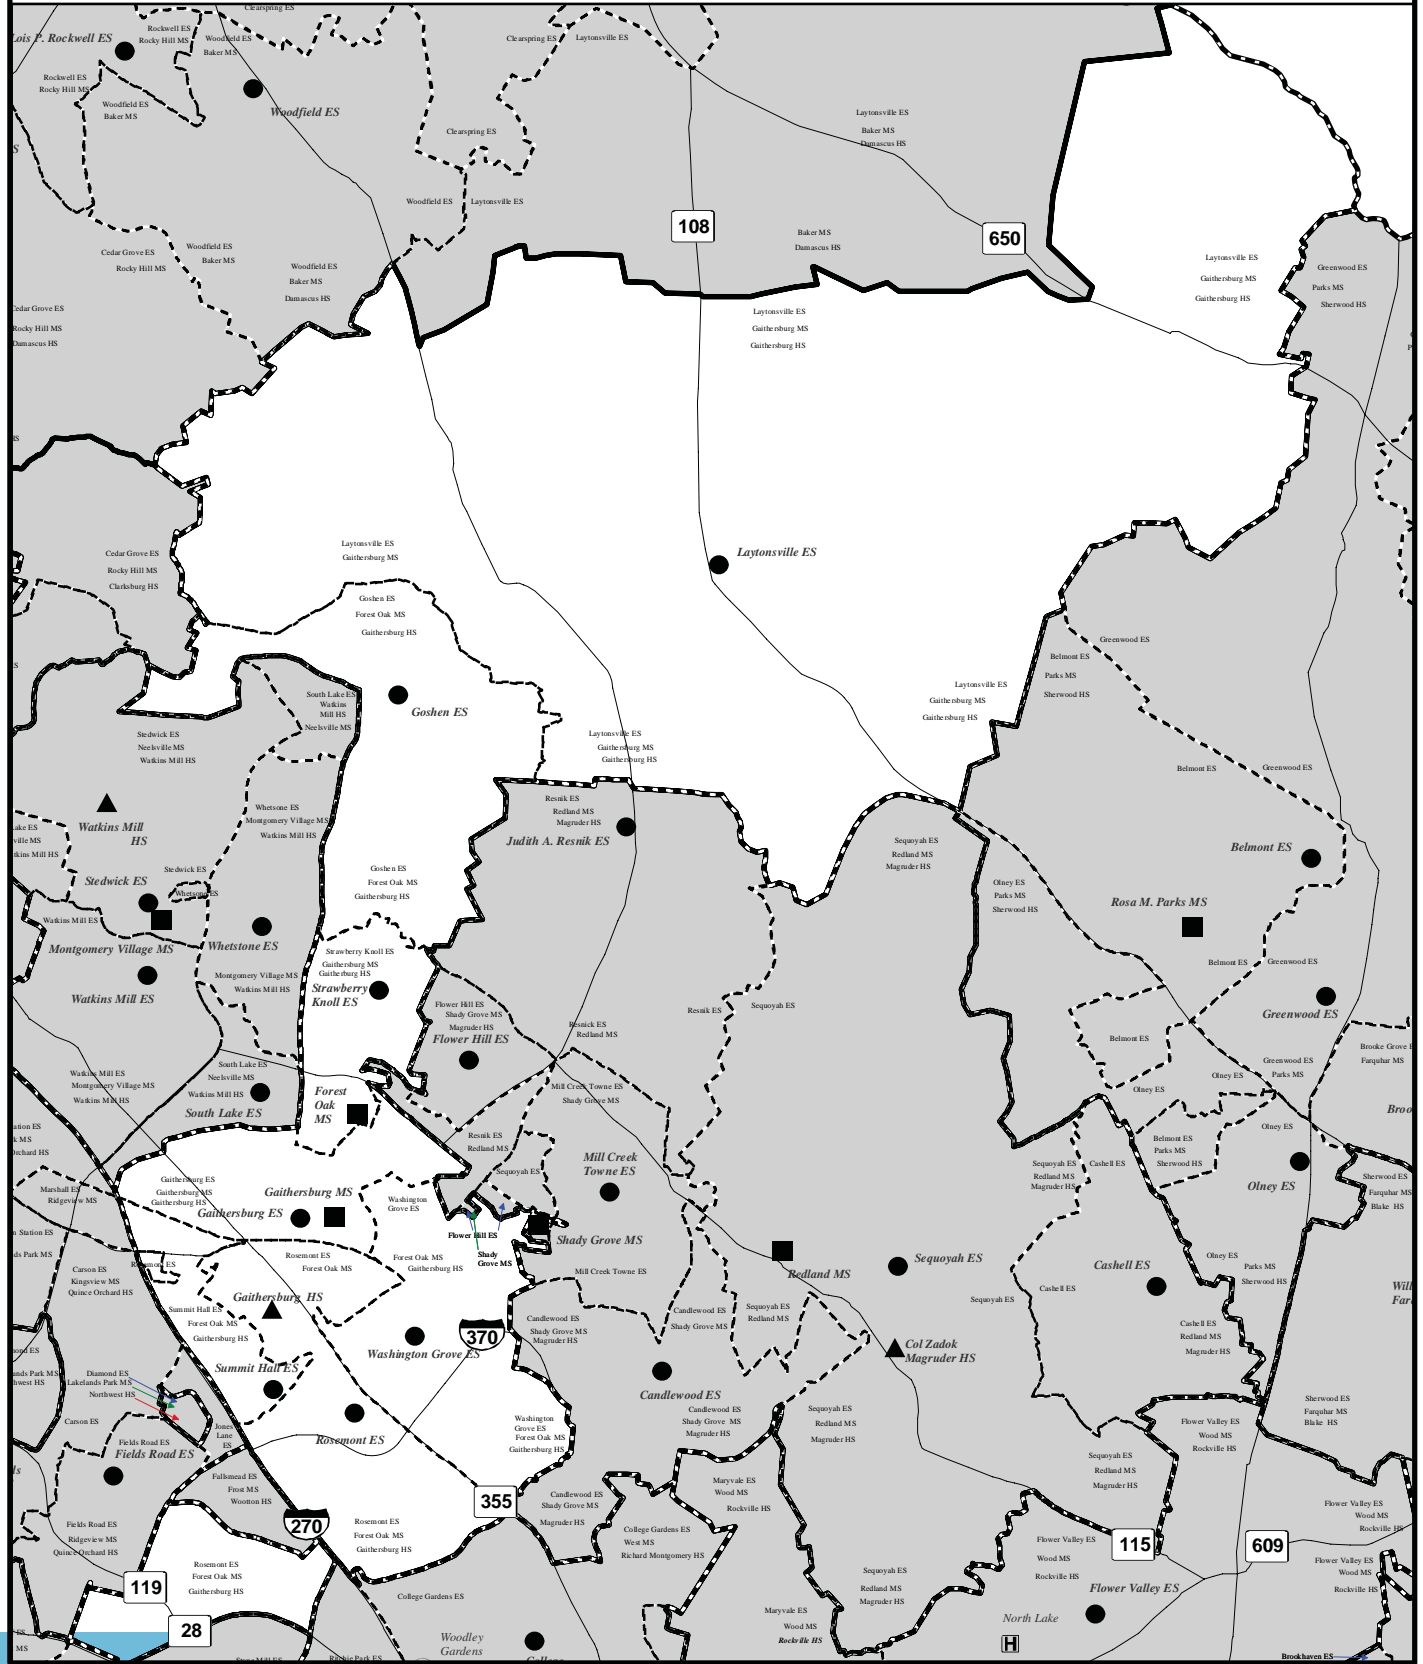 Clearspring ES
Rockwell ES
Rocky Hill MS
Woodfield ES
Baker MS
Clearspring ES
Laytonsville ES
Lois P. Rockwell ES
Rockwell ES
Rocky Hill MS
Woodfield ES
Baker MS
Woodfield ES
Clearspring ES
Laytonsville ES
Baker MS
Damascus HS
Woodfield ES
Laytonsville ES
108
650
Baker MS
Damascus HS
Cedar Grove ES
Rocky Hill MS
Woodfield ES
Baker MS
Woodfield ES
Baker MS
Damascus HS
Laytonsville ES
Gaithersburg MS
Gaithersburg HS
Greenwood ES
Parks MS
Sherwood HS
Cedar Grove ES
Rocky Hill MS
Damascus HS
Laytonsville ES
Gaithersburg MS
Gaithersburg HS
Cedar Grove ES
Rocky Hill MS
Clarksburg HS
Laytonsville ES
Gaithersburg MS
Laytonsville ES
Goshen ES
Forest Oak MS
Gaithersburg HS
Greenwood ES
Belmont ES
Parks MS
Sherwood HS
Laytonsville ES
Gaithersburg MS
Gaithersburg HS
South Lake ES
Watkins
Mill HS
Neelsville MS
Goshen ES
Stedwick ES
Neelsville MS
Watkins Mill HS
Laytonsville ES
Gaithersburg MS
Gaithersburg HS
Belmont ES
Greenwood ES
Watkins Mill
HS
Whetsone ES
Montgomery Village MS
Watkins Mill HS
Resnik ES
Redland MS
Magruder HS
Judith A. Resnik ES
Sequoyah ES
Redland MS
Magruder HS
Belmont ES
lake ES
ville MS
tkins Mill HS
Stedwick ES
Stedwick ES
Whetsone ES
Goshen ES
Forest Oak MS
Gaithersburg HS
Olney ES
Parks MS
Sherwood HS
Rosa M. Parks MS
Watkins Mill ES
Montgomery Village MS
Whetstone ES
Strawberry Knoll ES
Gaithersburg MS
Gaitherburg HS
Strawberry
Knoll ES
Belmont ES
Greenwood ES
Watkins Mill ES
Montgomery Village MS
Watkins Mill HS
Flower Hill ES
Shady Grove MS
Magruder HS
Flower Hill ES
Resnick ES
Redland MS
Resnik ES
Sequoyah ES
Greenwood ES
Belmont ES
Brooke Grove E
Farquhar MS
Greenwood ES
Parks MS
Olney ES
Olney ES
Watkins Mill ES
Montgomery Village MS
Watkins Mill HS
South Lake ES
Neelsville MS
Watkins Mill HS
South Lake ES
Forest
Oak
MS
Mill Creek Towne ES
Shady Grove MS
Broo
Olney ES
Resnik ES
Redland MS
Sequoyah ES
Mill Creek
Towne ES
Belmont ES
Parks MS
Sherwood HS
Sequoyah ES
Redland MS
Magruder HS
Cashell ES
Olney ES
Sherwood ES
Farquhar MS
Blake HS
Marshall ES
Ridgeview MS
Gaithersburg ES
Gaithersburg MS
Gaithersburg HS
Gaithersburg MS
Gaithersburg ES
Washington
Grove ES
Flower Hill ES
Shady
Grove MS
Shady Grove MS
Redland MS
Sequoyah ES
Carson ES
Kingsview MS
Quince Orchard HS
Rosemont ES
Rosemont ES
Forest Oak MS
Forest Oak MS
Gaithersburg HS
Mill Creek Towne ES
Cashell ES
Olney ES
Parks MS
Sherwood HS
Cashell ES
Sequoyah ES
Gaithersburg HS
Summit Hall ES
Forest Oak MS
Gaithersburg HS
Washington Grove ES
370
Candlewood ES
Shady Grove MS
Magruder HS
Candlewood ES
Shady Grove MS
Sequoyah ES
Redland MS
Col Zadok
Magruder HS
Cashell ES
Redland MS
Magruder HS
Summit Hall ES
Diamond ES
Lakelands Park MS
Northwest HS
Candlewood ES
Candlewood ES
Shady Grove MS
Magruder HS
Carson ES
Fields Road ES
Fields Road ES
Jones
Lane
ES
Rosemont ES
Washington
Grove ES
Forest Oak MS
Gaithersburg HS
Sequoyah ES
Redland MS
Magruder HS
Flower Valley ES
Wood MS
Rockville HS
Sherwood ES
Farquhar MS
Blake HS
Sequoyah ES
Redland MS
Magruder HS
Fallsmead ES
Frost MS
Wootton HS
Maryvale ES
Wood MS
Rockville HS
355
270
Candlewood ES
Shady Grove MS
Magruder HS
Fields Road ES
Ridgeview MS
Quince Orchard HS
Rosemont ES
Forest Oak MS
Gaithersburg HS
College Gardens ES
West MS
Richard Montgomery HS
Flower Valley ES
Wood MS
Rockville HS
Flower Valley ES
Wood MS
Rockville HS
115
609
Flower Valley ES
Wood MS
Rockville HS
Rosemont ES
Forest Oak MS
Gaithersburg HS
119
28
Sequoyah ES
Redland MS
Magruder HS
Flower Valley ES
College Gardens ES
Maryvale ES
Wood MS
Rockville HS
North Lake
H
Woodley
Gardens
Brookhaven ES
Ritchie Park ES